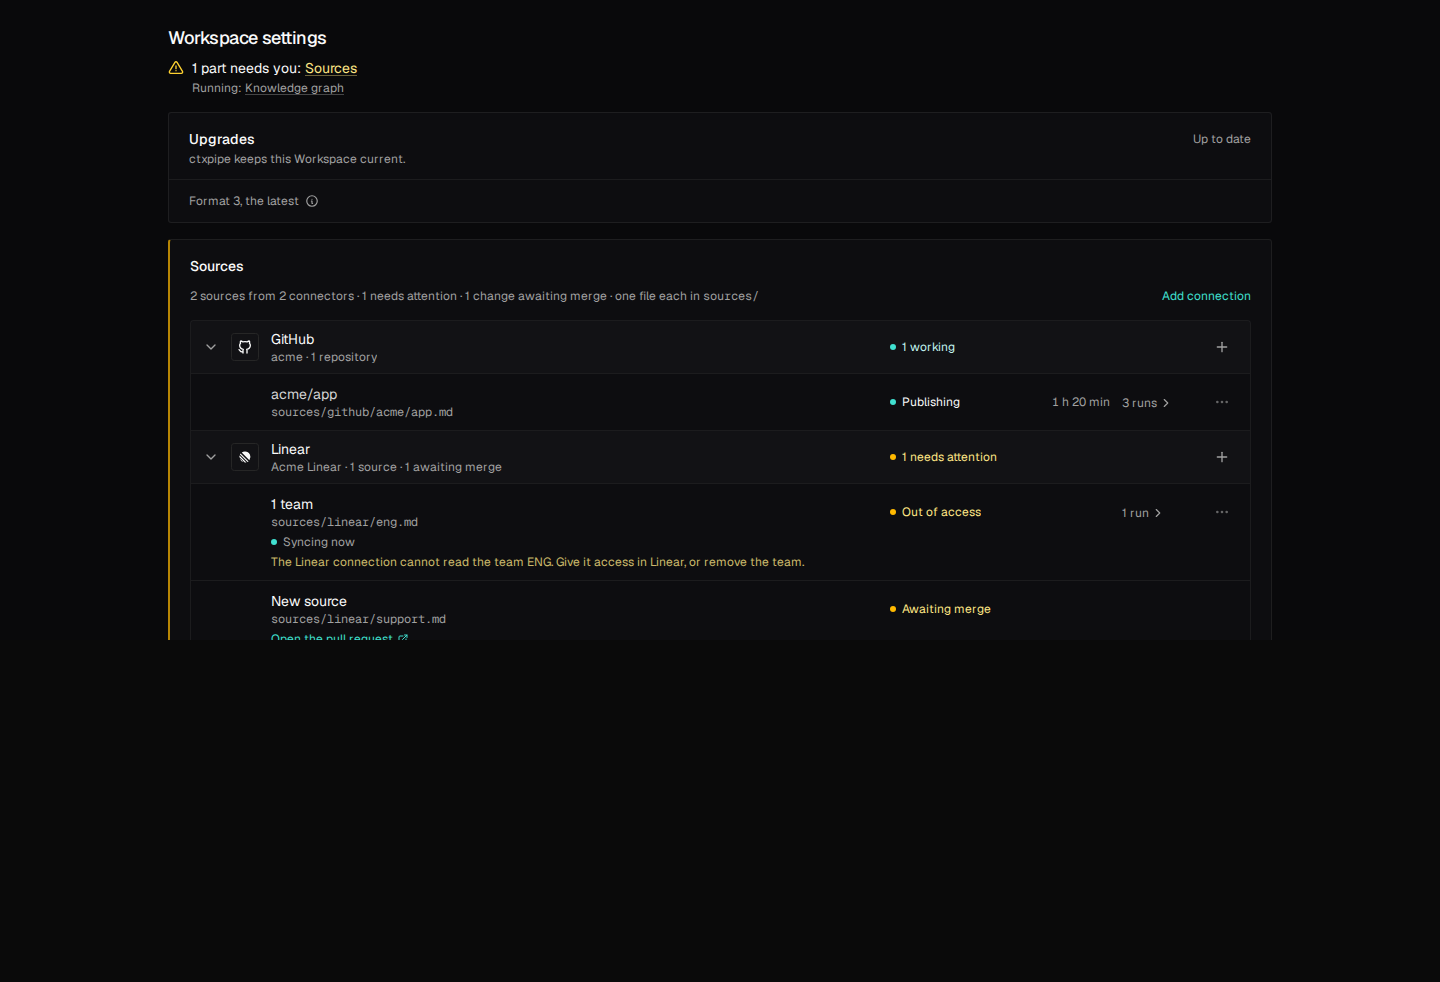 Workspace settings
1 part needs you: Sources
Running: Knowledge graph
Upgrades
Up to date
ctxpipe keeps this Workspace current.
Format 3, the latest
Sources
2 sources from 2 connectors · 1 needs attention · 1 change awaiting merge · one file each in sources/
Add connection
GitHub
acme · 1 repository
1 working
acme/app
sources/github/acme/app.md
Publishing
1 h 20 min
3 runs
Linear
Acme Linear · 1 source · 1 awaiting merge
1 needs attention
1 team
sources/linear/eng.md
Out of access
1 run
Syncing now
The Linear connection cannot read the team ENG. Give it access in Linear, or remove the team.
New source
sources/linear/support.md
Awaiting merge
Open the pull request